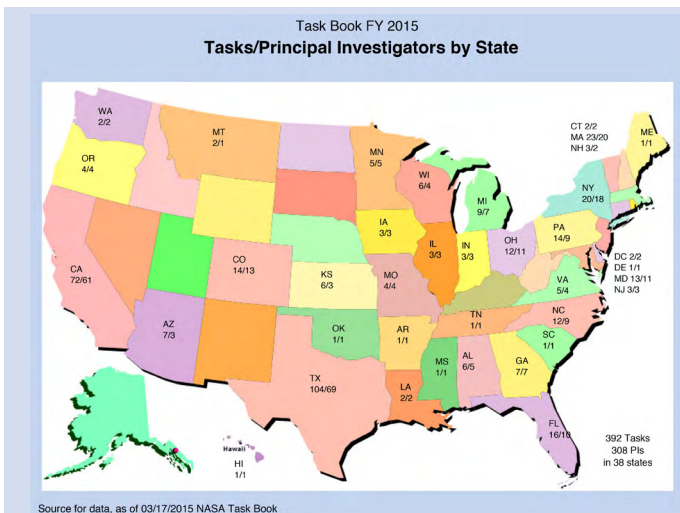 Task Book FY 2015
Tasks/Principal Investigators by State
WA
2/2
MT
2/1
MN
5/5
CT 2/2
MA 23/20
NH 3/2
ME
1/1
OR
4/4
WI
6/4
MI
9/7
NY
20/18
IA
3/3
IL
3/3
IN
3/3
OH
12/11
PA
14/9
CO
14/13
KS
6/3
MO
4/4
DC 2/2
DE 1/1
MD 13/11
NJ 3/3
CA
72/61
VA
5/4
AZ
7/3
OK
1/1
AR
1/1
TN
1/1
NC
12/9
SC
1/1
MS
1/1
AL
6/5
GA
7/7
TX
104/69
LA
2/2
FL
16/10
Hawaii
HI
1/1
392 Tasks
308 PIs
in 38 states
Source for data, as of 03/17/2015 NASA Task Book